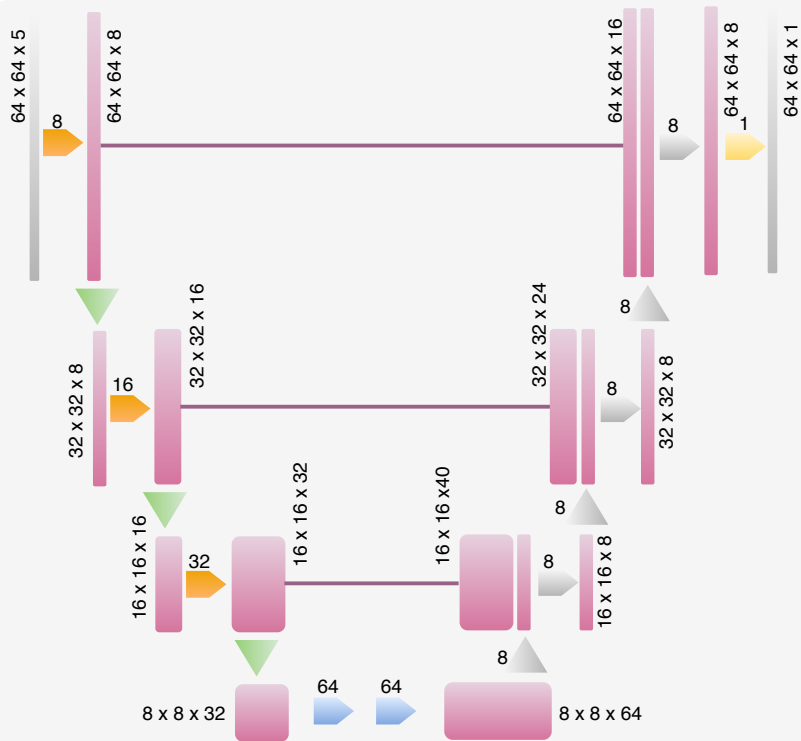 64 x 64 x 5
8
64 x 64 x 8
64 x 64 x 16
8
64 x 64 x 8
1
64 x 64 x 1
32 x 32 x 8
16
32 x 32 x 16
32 x 32 x 24
8
8
32 x 32 x 8
16 x 16 x 16
32
16 x 16 x 32
16 x 16 x40
8
8
16 x 16 x 8
8 x 8 x 32
64
64
8
8 x 8 x 64